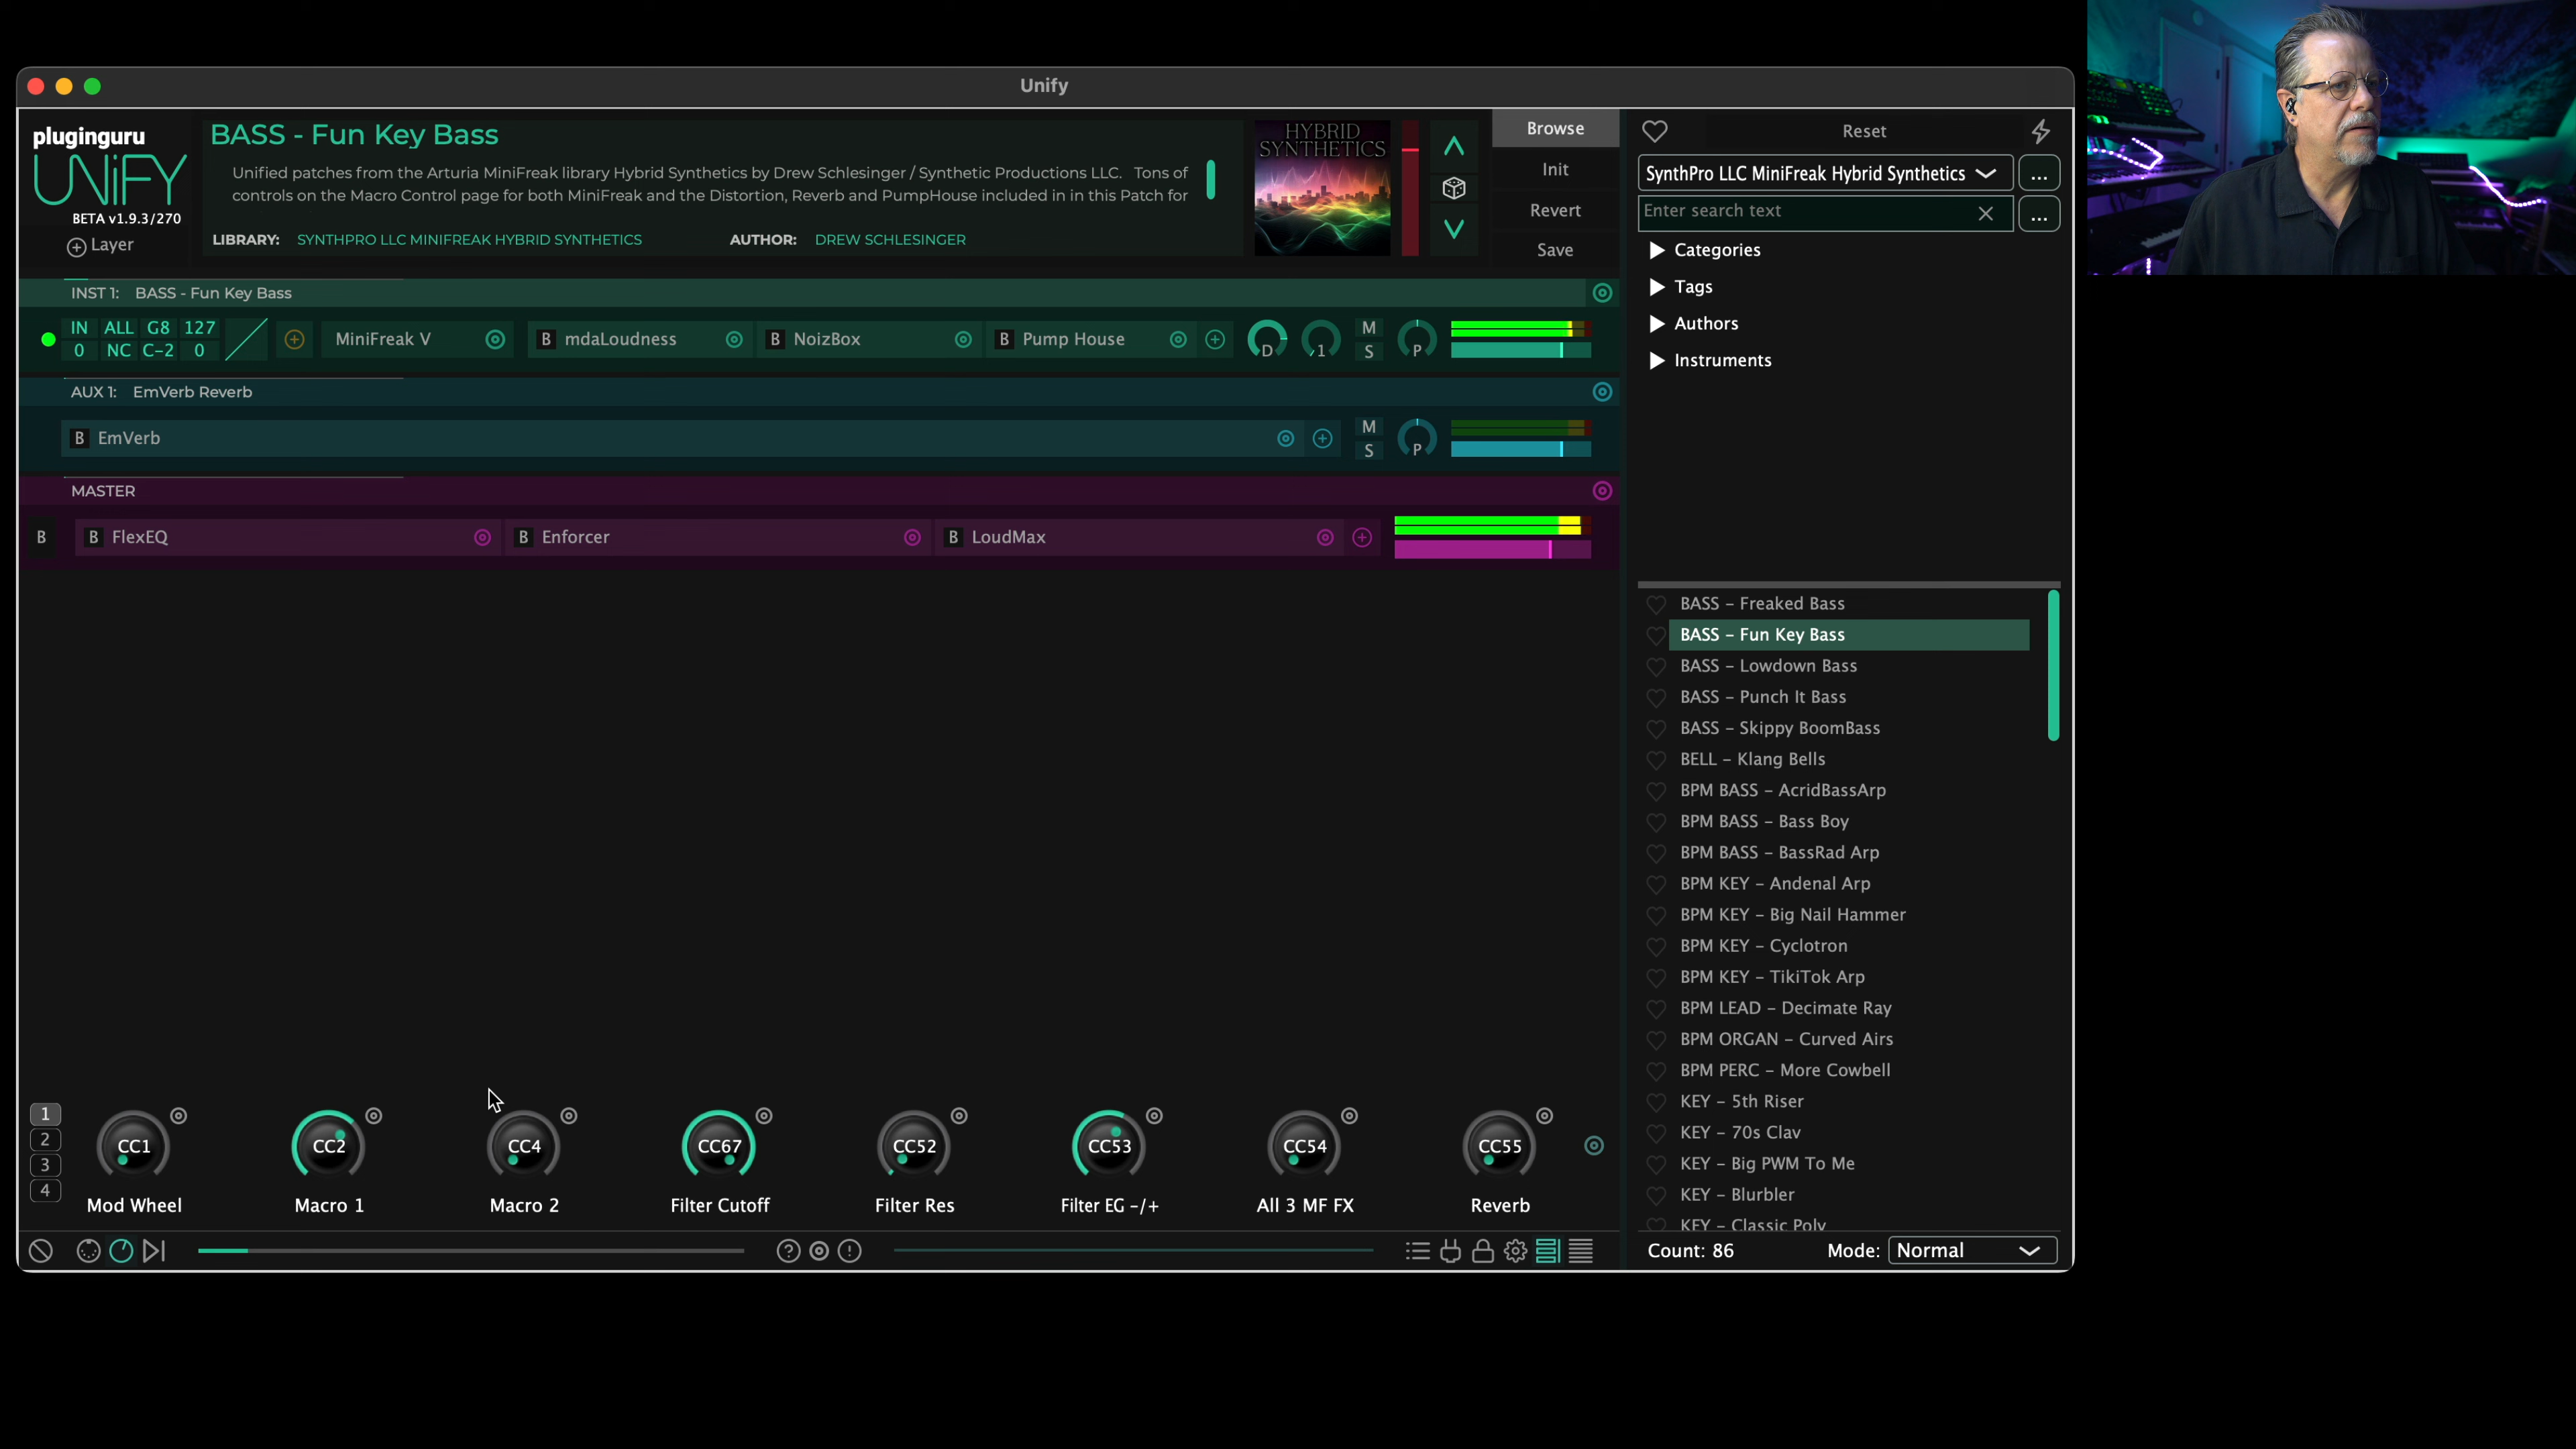 Unify
pluginguru
UNiFY
BETA v1.9.3/270
Layer
BASS - Fun Key Bass
Unified patches from the Arturia MiniFreak library Hybrid Synthetics by Drew Schlesinger / Synthetic Productions LLC. Tons of
controls on the Macro Control page for both MiniFreak and the Distortion, Reverb and PumpHouse included in in this Patch for
LIBRARY: SYNTHPRO LLC MINIFREAK HYBRID SYNTHETICS AUTHOR: DREW SCHLESINGER
HYBRID
SYNTHETICS
Browse
Init
Revert
Save
Reset
SynthPro LLC MiniFreak Hybrid Synthetics ...
Enter search text ...
Categories
Tags
Authors
Instruments
INST 1: BASS - Fun Key Bass
IN ALL G8 127
0 NC C-2 0
MiniFreak V B mdaLoudness B NoizBox B Pump House D 1 M S P
AUX 1: EmVerb Reverb
B EmVerb M S P
MASTER
B B FlexEQ B Enforcer B LoudMax
BASS – Freaked Bass
BASS – Fun Key Bass
BASS – Lowdown Bass
BASS – Punch It Bass
BASS – Skippy BoomBass
BELL – Klang Bells
BPM BASS – AcridBassArp
BPM BASS – Bass Boy
BPM BASS – BassRad Arp
BPM KEY – Andenal Arp
BPM KEY – Big Nail Hammer
BPM KEY – Cyclotron
BPM KEY – TikiTok Arp
BPM LEAD – Decimate Ray
BPM ORGAN – Curved Airs
BPM PERC – More Cowbell
KEY – 5th Riser
KEY – 70s Clav
KEY – Big PWM To Me
KEY – Blurbler
KEY – Classic Poly
1
2
3
4
CC1 CC2 CC4 CC67 CC52 CC53 CC54 CC55
Mod Wheel Macro 1 Macro 2 Filter Cutoff Filter Res Filter EG -/+ All 3 MF FX Reverb
Count: 86 Mode: Normal